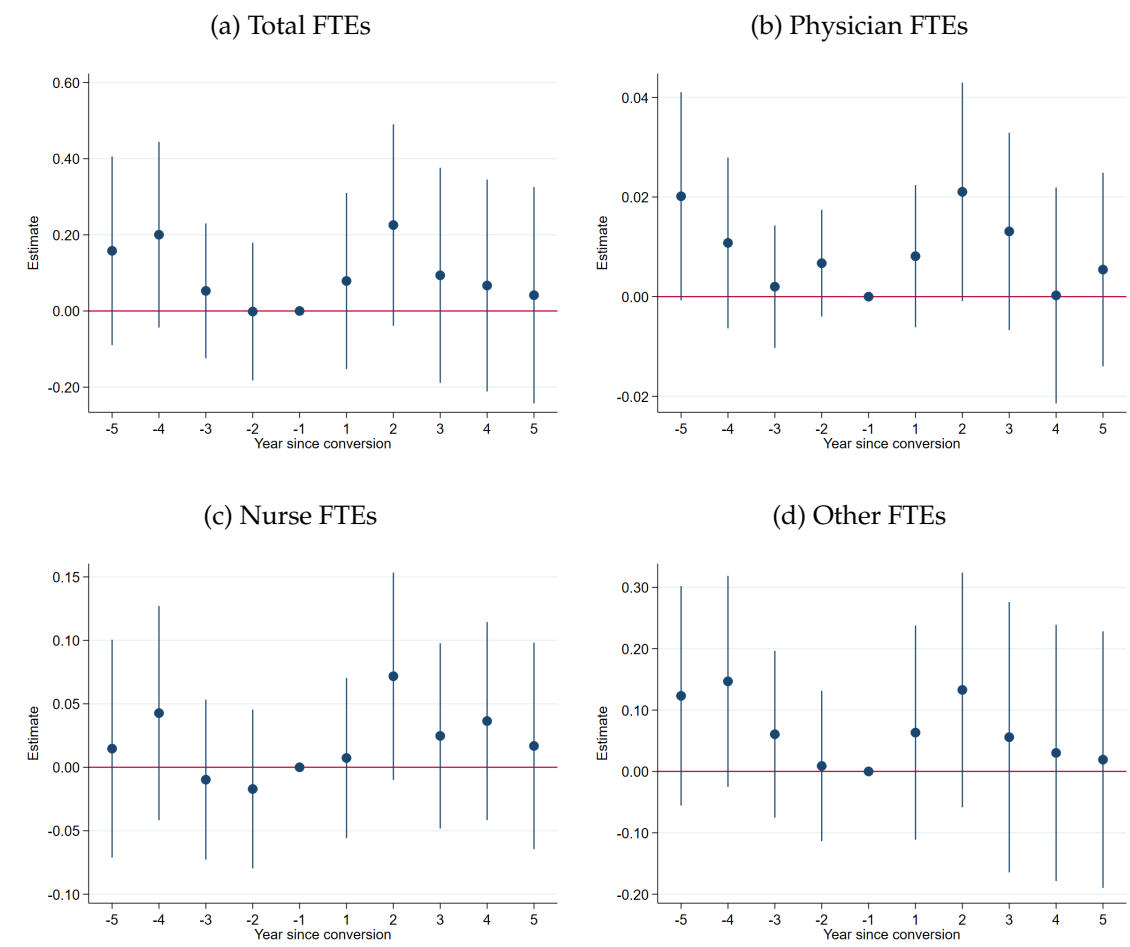 (a) Total FTEs
0.60
0.40
0.20
0.00
-0.20
Estimate
-5 -4 -3 -2 -1 1 2 3 4 5
Year since conversion
(b) Physician FTEs
0.04
0.02
0.00
-0.02
Estimate
-5 -4 -3 -2 -1 1 2 3 4 5
Year since conversion
(c) Nurse FTEs
0.15
0.10
0.05
0.00
-0.05
-0.10
Estimate
-5 -4 -3 -2 -1 1 2 3 4 5
Year since conversion
(d) Other FTEs
0.30
0.20
0.10
0.00
-0.10
-0.20
Estimate
-5 -4 -3 -2 -1 1 2 3 4 5
Year since conversion